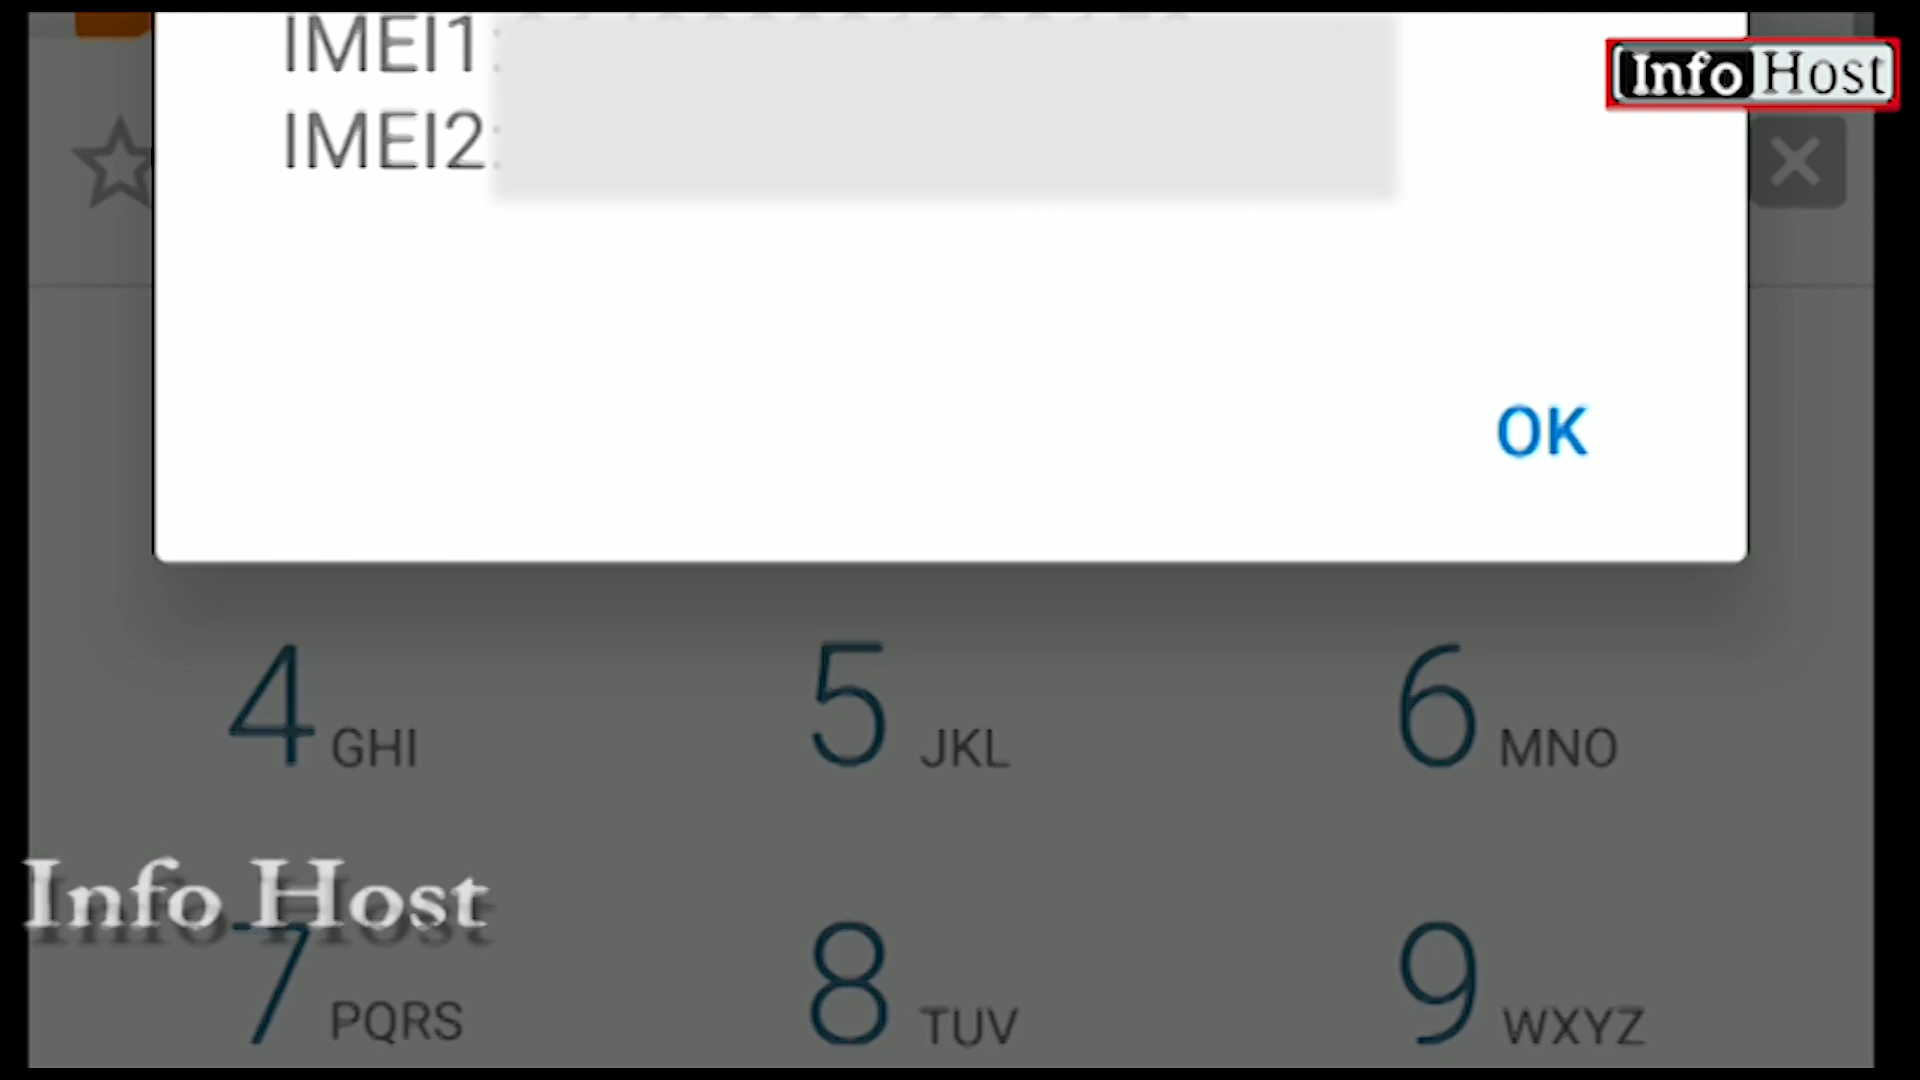 IMEI1:
Info Host
IMEI2:
OK
4 GHI
5 JKL
6 MNO
Info Host
7 PQRS
8 TUV
9 WXYZ